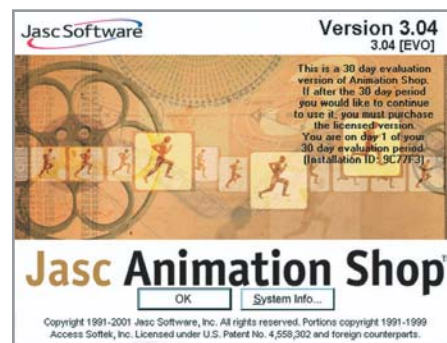 Jasc Software
Version 3.04
3.04 [EVO]
This is a 30 day evaluation
version of Animation Shop.
If after the 30 day period
you would like to continue
to use it, you must purchase
the licensed version.
You are on day 1 of your
30 day evaluation period.
(Installation ID: 9C77F3)
Jasc Animation Shop™
OK
System Info...
Copyright 1991-2001 Jasc Software, Inc. All rights reserved. Portions copyright 1991-1999
Access Softek, Inc. Licensed under U.S. Patent No. 4,558,302 and foreign counterparts.